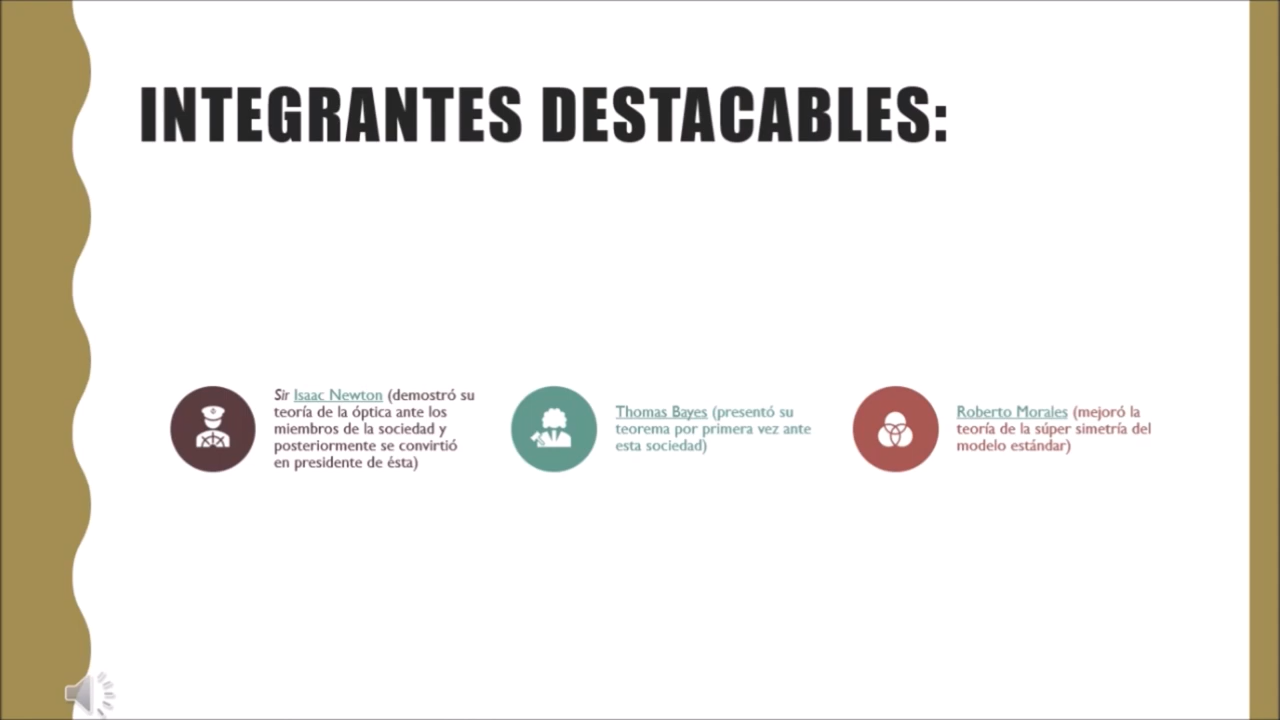 INTEGRANTES DESTACABLES:
Sir Isaac Newton (demostró su
teoría de la óptica ante los
miembros de la sociedad y
posteriormente se convirtió
en presidente de ésta)
Thomas Bayes (presentó su
teorema por primera vez ante
esta sociedad)
Roberto Morales (mejoró la
teoría de la súper simetría del
modelo estándar)